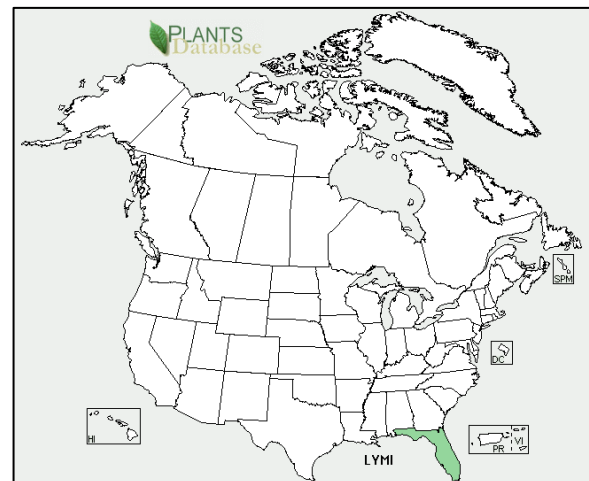 PLANTS
Database
SPM
DC
HI
PR
VI
LYMI